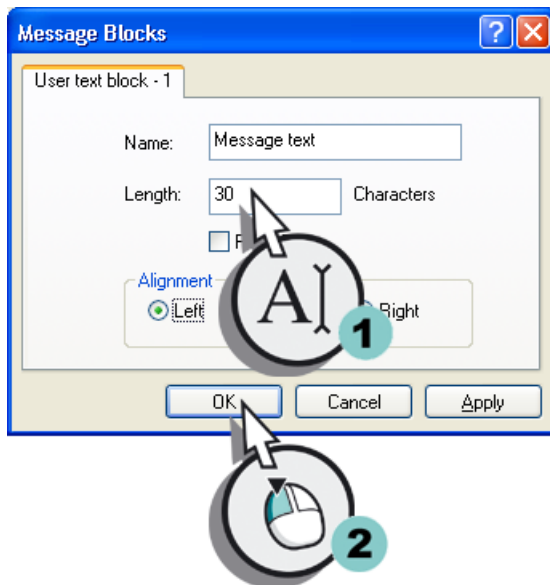 Message Blocks
User text block - 1
Name: Message text
Length: 30 Characters
Alignment
Left Right
A 1
OK Cancel Apply
2